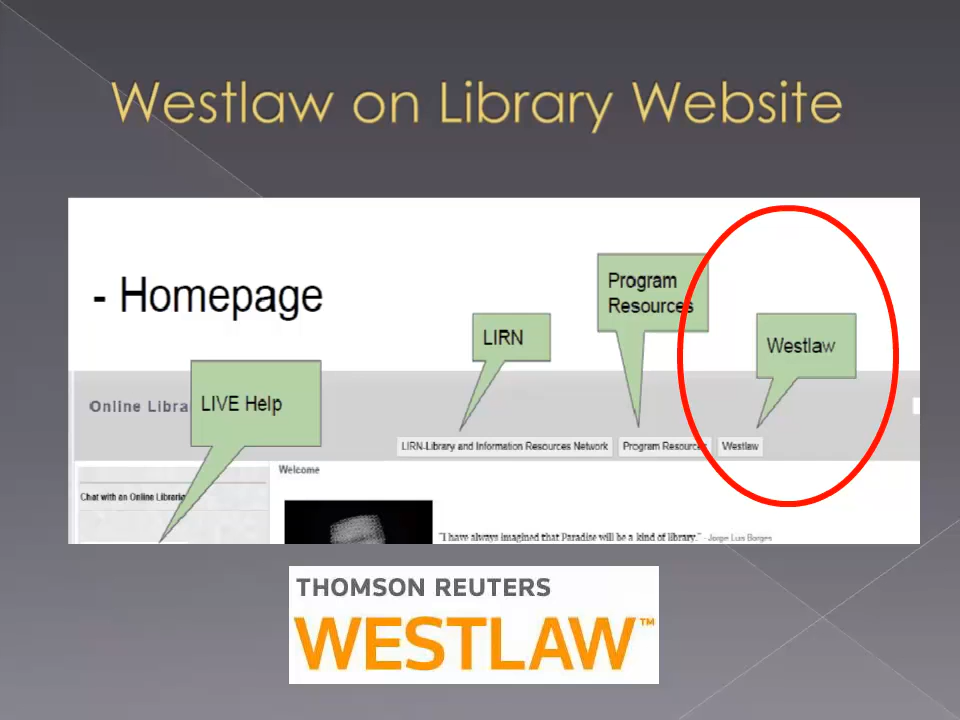 Westlaw on Library Website
- Homepage
Program
Resources
LIRN
Westlaw
LIVE Help
Online Libra
LIRN-Library and Information Resources Network
Program Resources
Westlaw
Welcome
Chat with an Online Libraria
"I have always imagined that Paradise will be a kind of library." - Jorge Luis Borges
THOMSON REUTERS
WESTLAW™